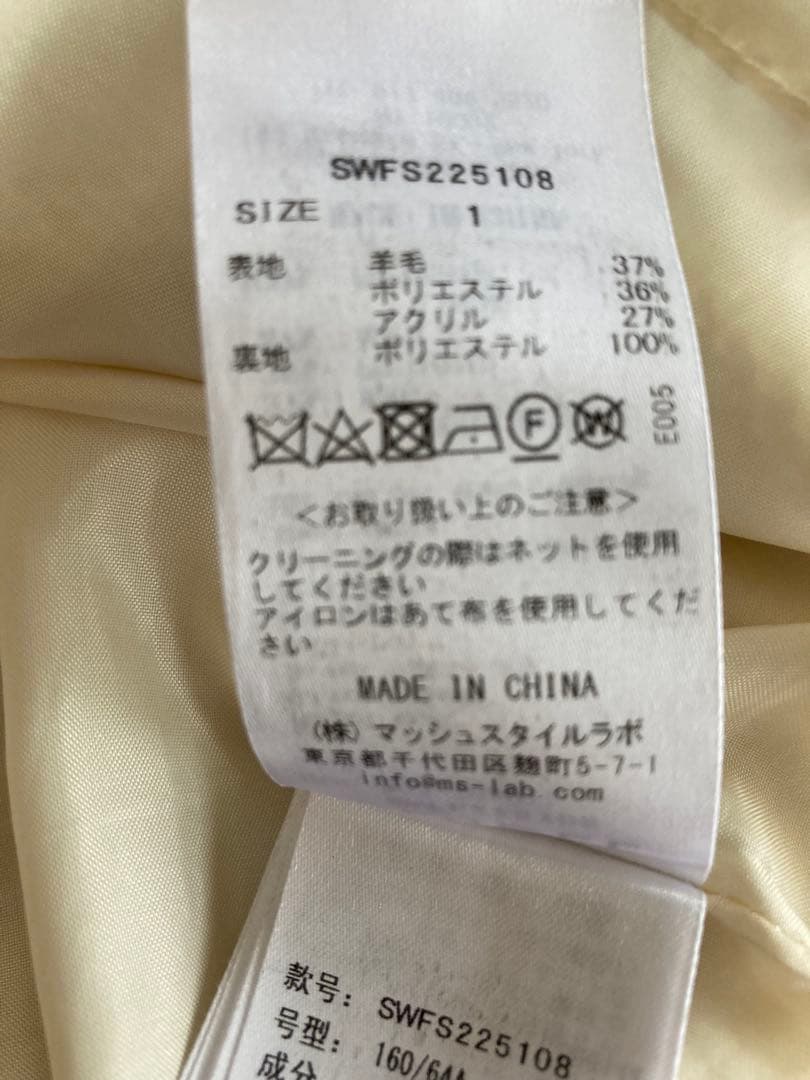 SWFS225108
SIZE 1
表地 羊毛 37%
ポリエステル 36%
アクリル 27%
裏地 ポリエステル 100%
F W E005
<お取り扱い上のご注意>
クリーニングの際はネットを使用
してください
アイロンはあて布を使用してくだ
さい
MADE IN CHINA
(株)マッシュスタイルラボ
東京都千代田区麹町5-7-1
info@ms-lab.com
款号: SWFS225108
号型: 160/64A
成分